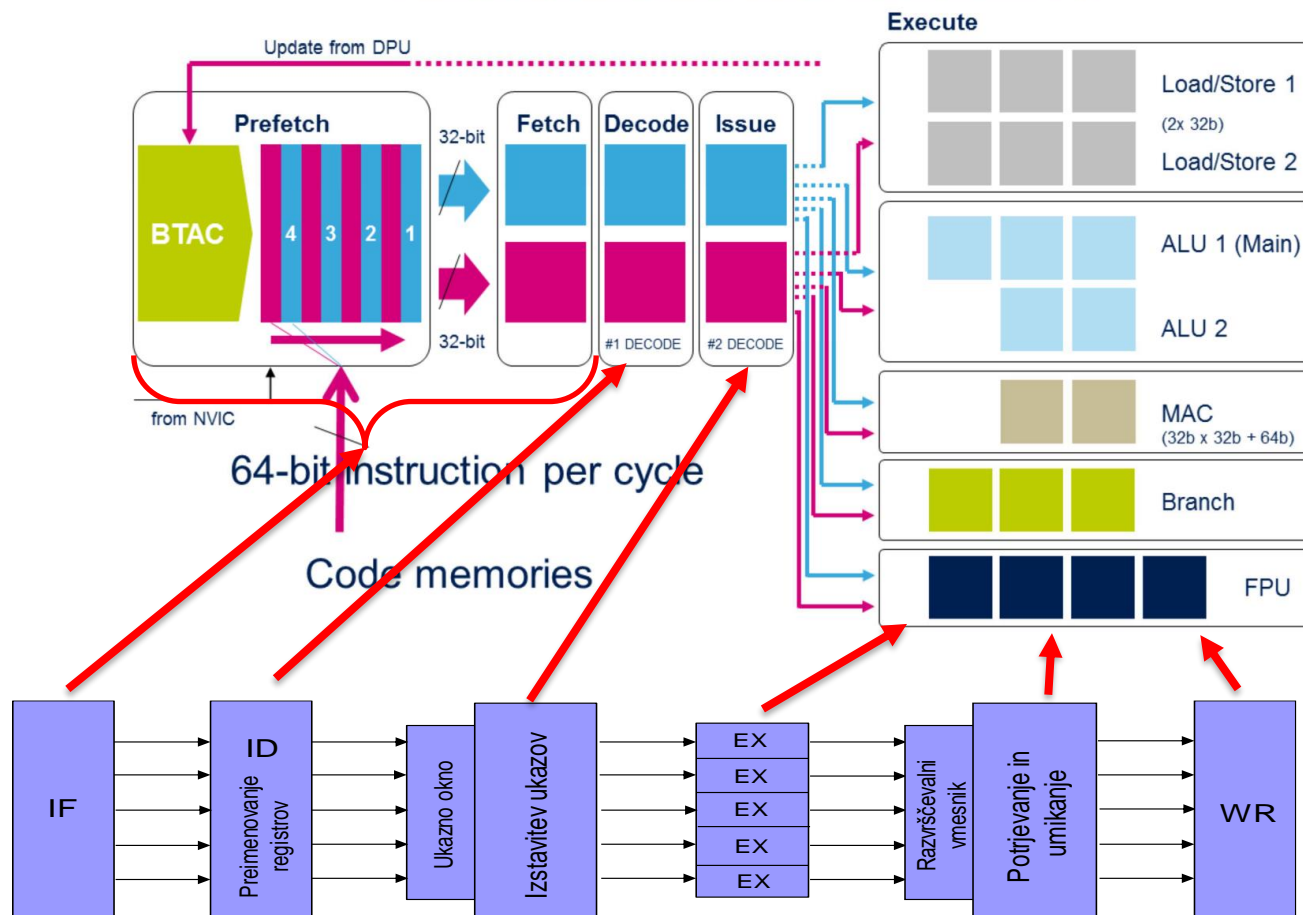 Execute
Update from DPU
Prefetch
32-bit
Fetch
Decode
Issue
Load/Store 1
(2x 32b)
Load/Store 2
BTAC
4
3
2
1
ALU 1 (Main)
ALU 2
32-bit
#1 DECODE
#2 DECODE
from NVIC
MAC
(32b x 32b + 64b)
64-bit instruction per cycle
Branch
Code memories
FPU
IF
ID
Preimenovanje
registrov
Ukazno okno
Izstavitev ukazov
EX
EX
EX
EX
EX
Razvrščevalni
vmesnik
Potrjevanje in
umikanje
WR